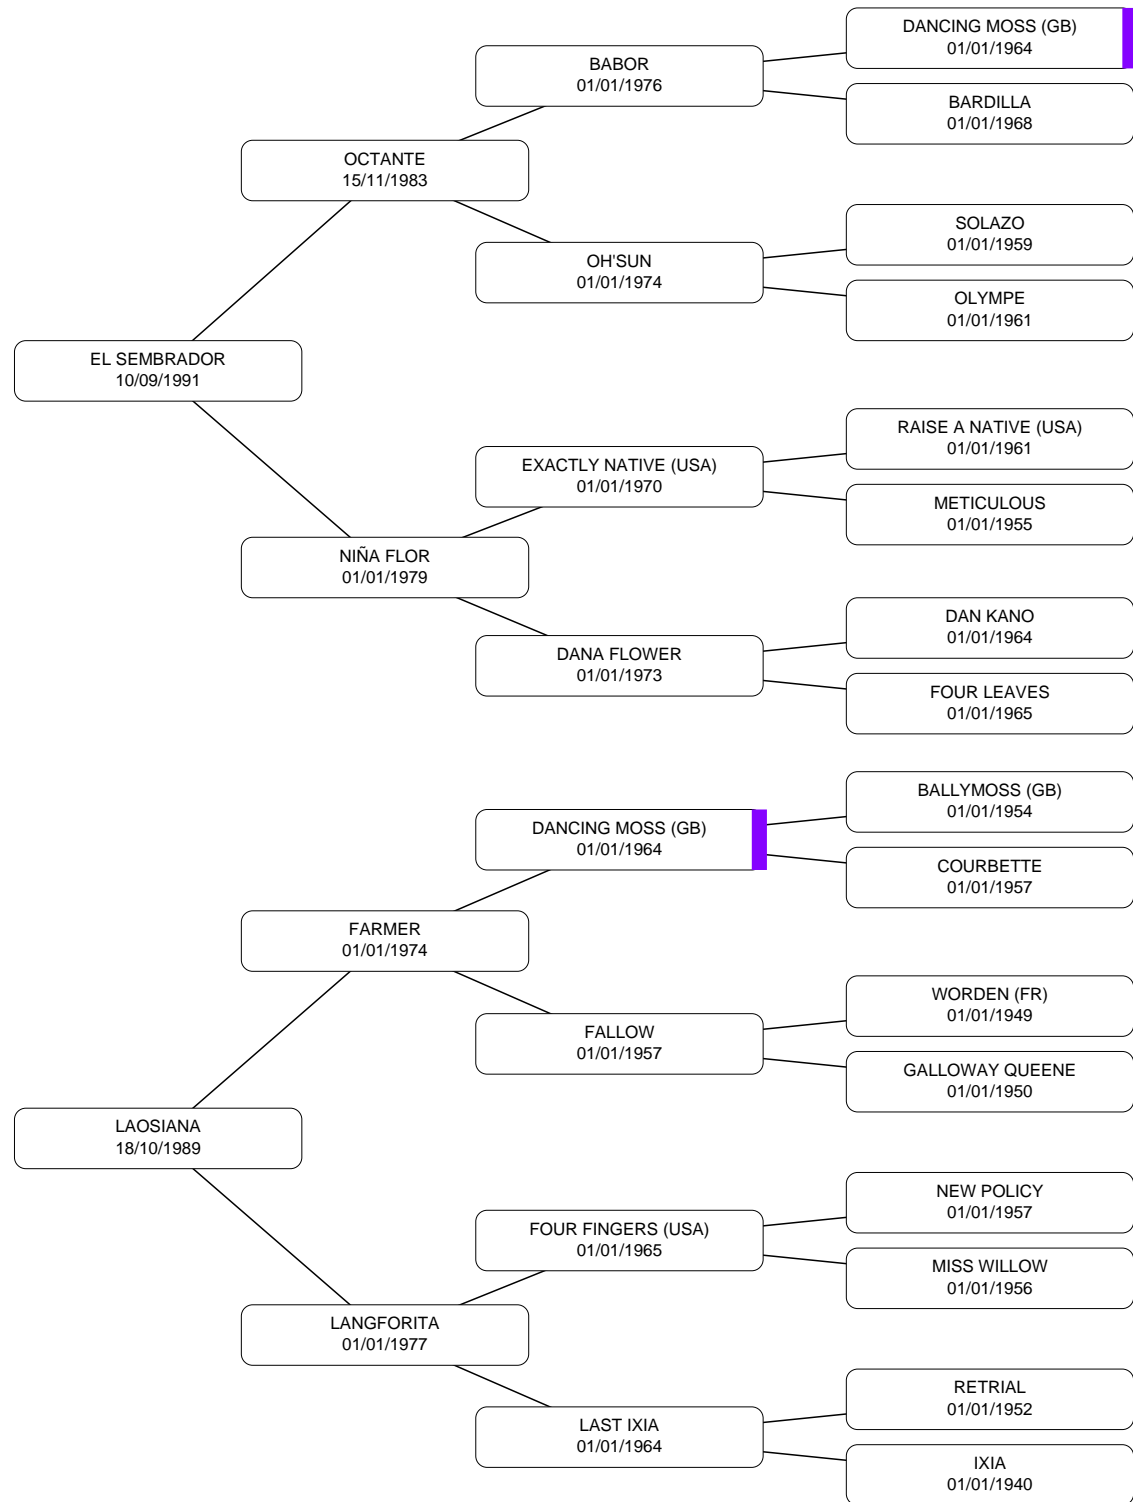 DANCING MOSS (GB)
01/01/1964
BABOR
01/01/1976
BARDILLA
01/01/1968
OCTANTE
15/11/1983
SOLAZO
01/01/1959
OH'SUN
01/01/1974
OLYMPE
01/01/1961
EL SEMBRADOR
10/09/1991
RAISE A NATIVE (USA)
01/01/1961
EXACTLY NATIVE (USA)
01/01/1970
METICULOUS
01/01/1955
NIÑA FLOR
01/01/1979
DAN KANO
01/01/1964
DANA FLOWER
01/01/1973
FOUR LEAVES
01/01/1965
BALLYMOSS (GB)
01/01/1954
DANCING MOSS (GB)
01/01/1964
COURBETTE
01/01/1957
FARMER
01/01/1974
WORDEN (FR)
01/01/1949
FALLOW
01/01/1957
GALLOWAY QUEENE
01/01/1950
LAOSIANA
18/10/1989
NEW POLICY
01/01/1957
FOUR FINGERS (USA)
01/01/1965
MISS WILLOW
01/01/1956
LANGFORITA
01/01/1977
RETRIAL
01/01/1952
LAST IXIA
01/01/1964
IXIA
01/01/1940